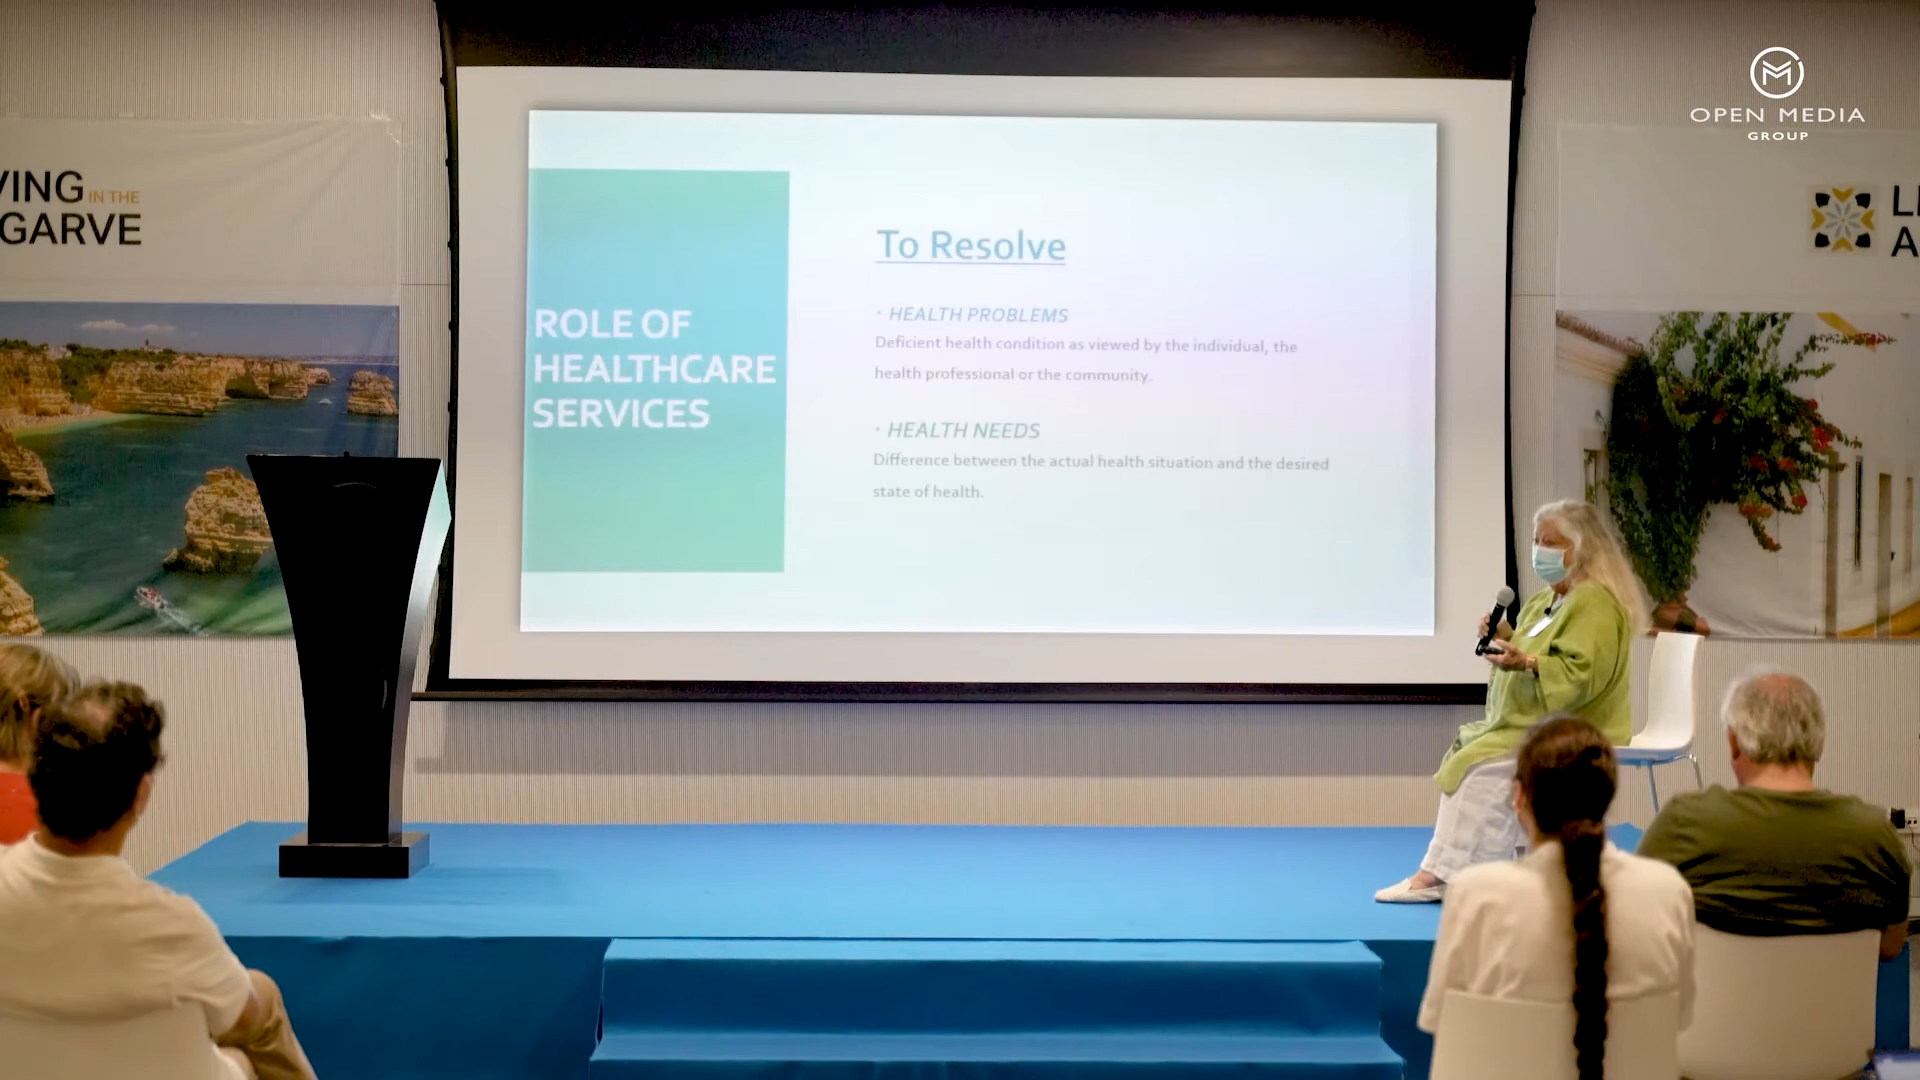 OPEN MEDIA
GROUP
VING IN THE
GARVE
ROLE OF
HEALTHCARE
SERVICES
To Resolve
• HEALTH PROBLEMS
Deficient health condition as viewed by the individual, the
health professional or the community.
• HEALTH NEEDS
Difference between the actual health situation and the desired
state of health.
LI
A